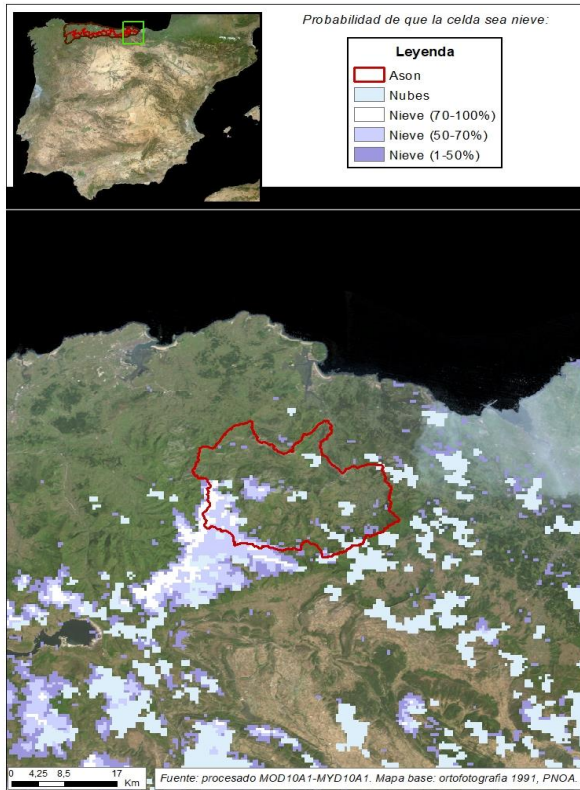 Probabilidad de que la celda sea nieve:
Leyenda
Ason
Nubes
Nieve (70-100%)
Nieve (50-70%)
Nieve (1-50%)
0 4,25 8,5 17
Km
Fuente: procesado MOD10A1-MYD10A1. Mapa base: ortofotografia 1991, PNOA.